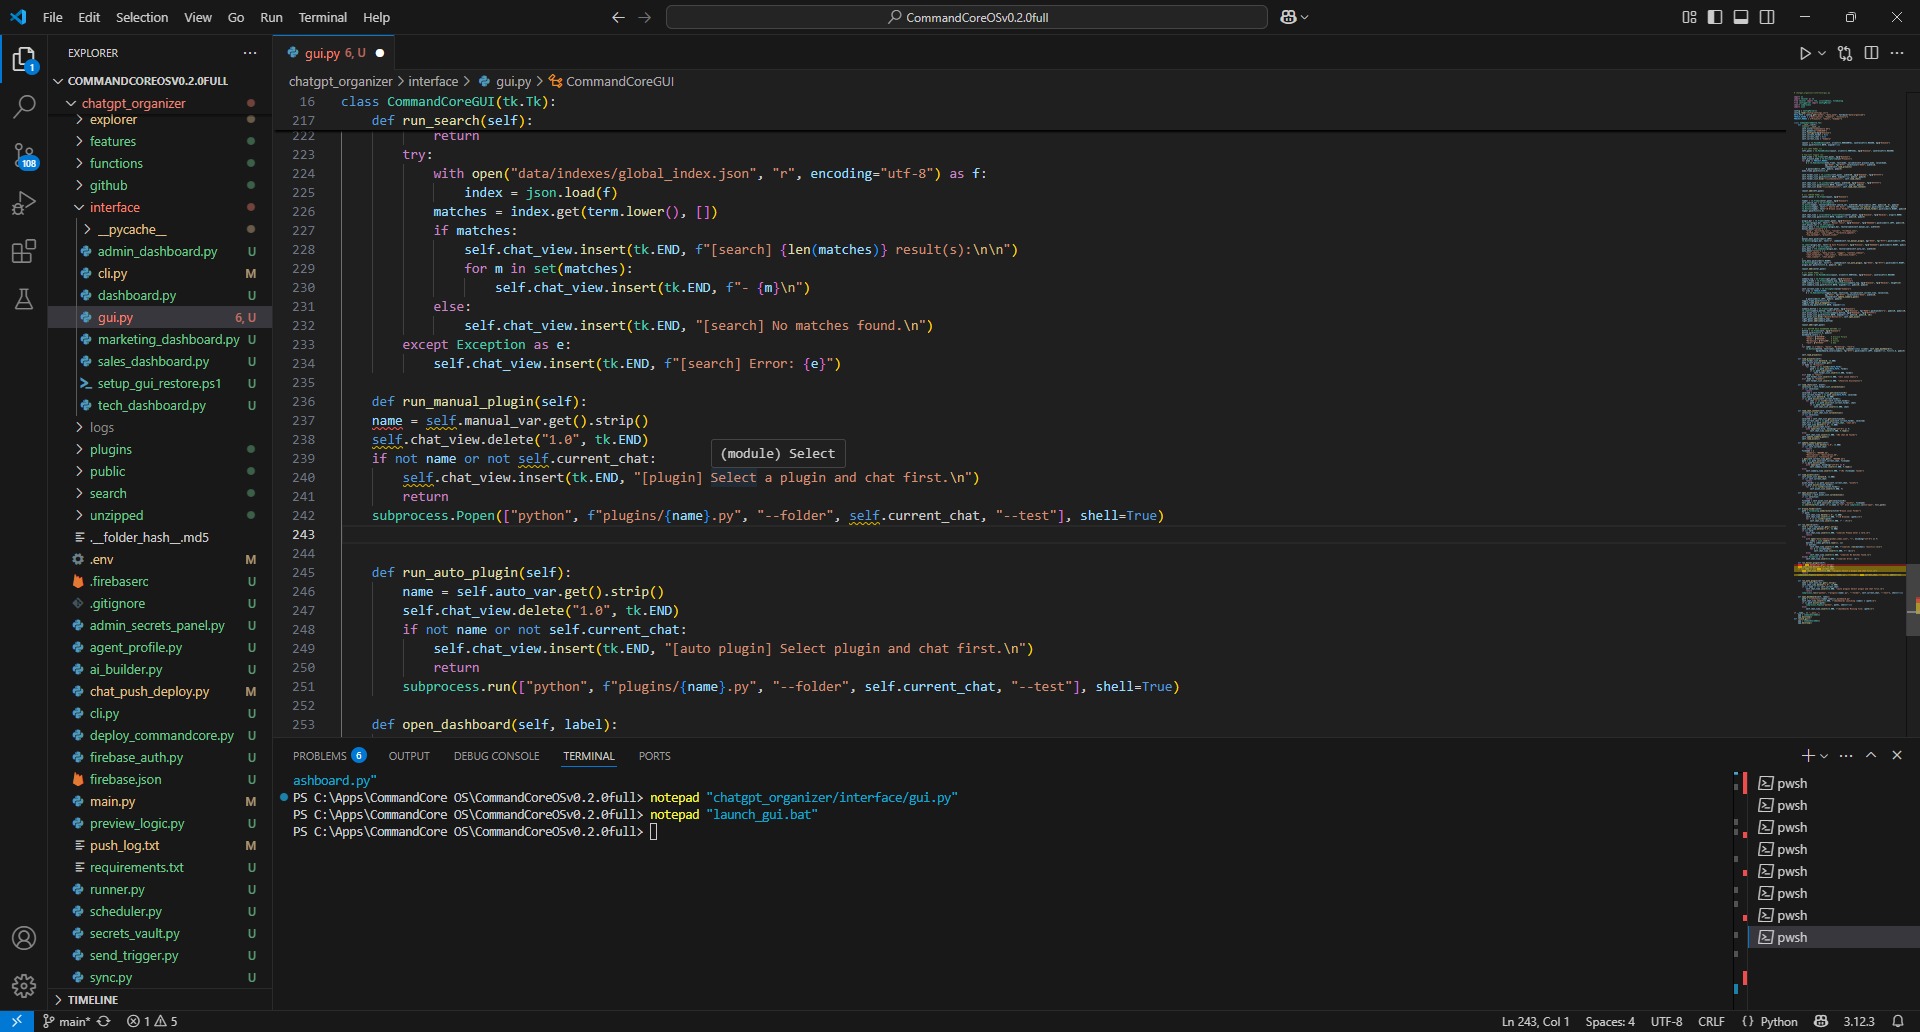 File Edit Selection View Go Run Terminal Help
CommandCoreOSv0.2.0full
EXPLORER
COMMANDCOREOSV0.2.0FULL
chatgpt_organizer
explorer
features
functions
github
interface
__pycache__
admin_dashboard.py U
cli.py M
dashboard.py U
gui.py 6, U
marketing_dashboard.py U
sales_dashboard.py U
setup_gui_restore.ps1 U
tech_dashboard.py U
logs
plugins
public
search
unzipped
.__folder_hash__.md5
.env M
.firebaserc U
.gitignore U
admin_secrets_panel.py U
agent_profile.py U
ai_builder.py U
chat_push_deploy.py M
cli.py U
deploy_commandcore.py U
firebase_auth.py U
firebase.json U
main.py M
preview_logic.py U
push_log.txt M
requirements.txt U
runner.py U
scheduler.py U
secrets_vault.py U
send_trigger.py U
sync.py U
TIMELINE
1
108
gui.py 6, U
chatgpt_organizer > interface > gui.py > CommandCoreGUI
16 class CommandCoreGUI(tk.Tk):
217 def run_search(self):
222 return
223 try:
224 with open("data/indexes/global_index.json", "r", encoding="utf-8") as f:
225 index = json.load(f)
226 matches = index.get(term.lower(), [])
227 if matches:
228 self.chat_view.insert(tk.END, f"[search] {len(matches)} result(s):\n\n")
229 for m in set(matches):
230 self.chat_view.insert(tk.END, f"- {m}\n")
231 else:
232 self.chat_view.insert(tk.END, "[search] No matches found.\n")
233 except Exception as e:
234 self.chat_view.insert(tk.END, f"[search] Error: {e}")
235
236 def run_manual_plugin(self):
237 name = self.manual_var.get().strip()
238 self.chat_view.delete("1.0", tk.END)
239 if not name or not self.current_chat:
(module) Select
240 self.chat_view.insert(tk.END, "[plugin] Select a plugin and chat first.\n")
241 return
242 subprocess.Popen(["python", f"plugins/{name}.py", "--folder", self.current_chat, "--test"], shell=True)
243
244
245 def run_auto_plugin(self):
246 name = self.auto_var.get().strip()
247 self.chat_view.delete("1.0", tk.END)
248 if not name or not self.current_chat:
249 self.chat_view.insert(tk.END, "[auto plugin] Select plugin and chat first.\n")
250 return
251 subprocess.run(["python", f"plugins/{name}.py", "--folder", self.current_chat, "--test"], shell=True)
252
253 def open_dashboard(self, label):
PROBLEMS 6 OUTPUT DEBUG CONSOLE TERMINAL PORTS
ashboard.py"
PS C:\Apps\CommandCore OS\CommandCoreOSv0.2.0full> notepad "chatgpt_organizer/interface/gui.py"
PS C:\Apps\CommandCore OS\CommandCoreOSv0.2.0full> notepad "launch_gui.bat"
PS C:\Apps\CommandCore OS\CommandCoreOSv0.2.0full>
pwsh
pwsh
pwsh
pwsh
pwsh
pwsh
pwsh
pwsh
main* 1 5 Ln 243, Col 1 Spaces: 4 UTF-8 CRLF {} Python 3.12.3